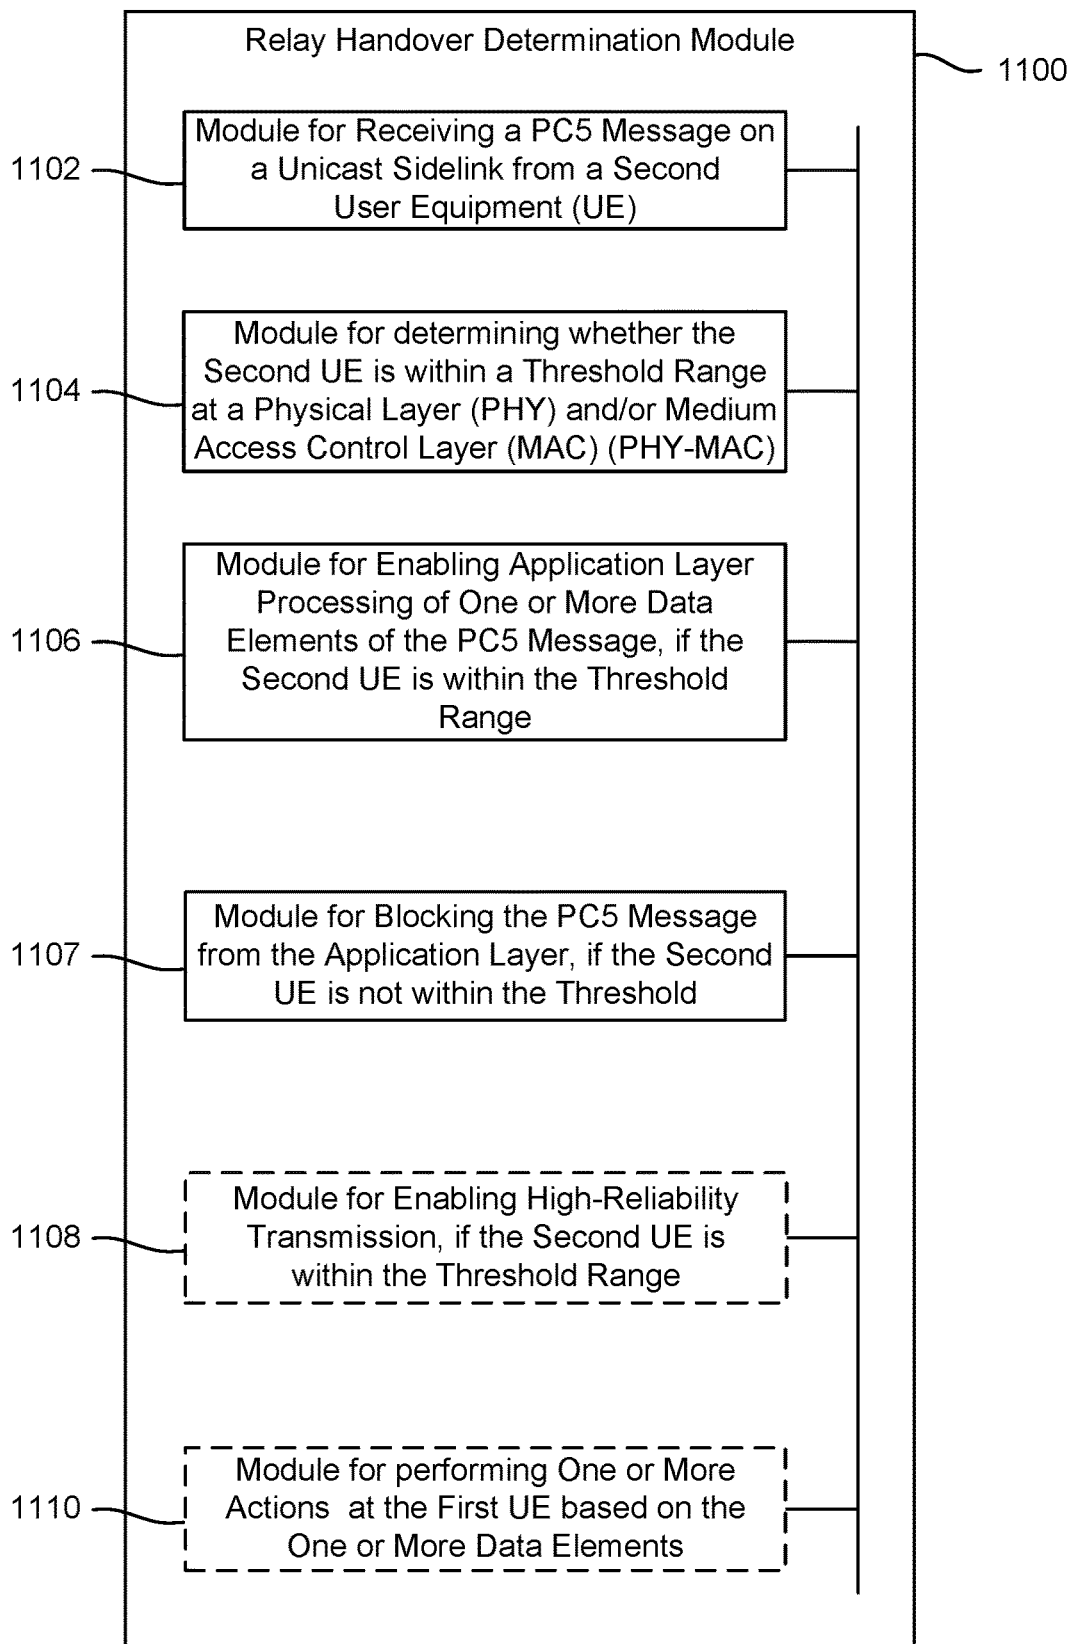 Relay Handover Determination Module
1100
1102
Module for Receiving a PC5 Message on
a Unicast Sidelink from a Second
User Equipment (UE)
1104
Module for determining whether the
Second UE is within a Threshold Range
at a Physical Layer (PHY) and/or Medium
Access Control Layer (MAC) (PHY-MAC)
1106
Module for Enabling Application Layer
Processing of One or More Data
Elements of the PC5 Message, if the
Second UE is within the Threshold
Range
1107
Module for Blocking the PC5 Message
from the Application Layer, if the Second
UE is not within the Threshold
1108
Module for Enabling High-Reliability
Transmission, if the Second UE is
within the Threshold Range
1110
Module for performing One or More
Actions at the First UE based on the
One or More Data Elements